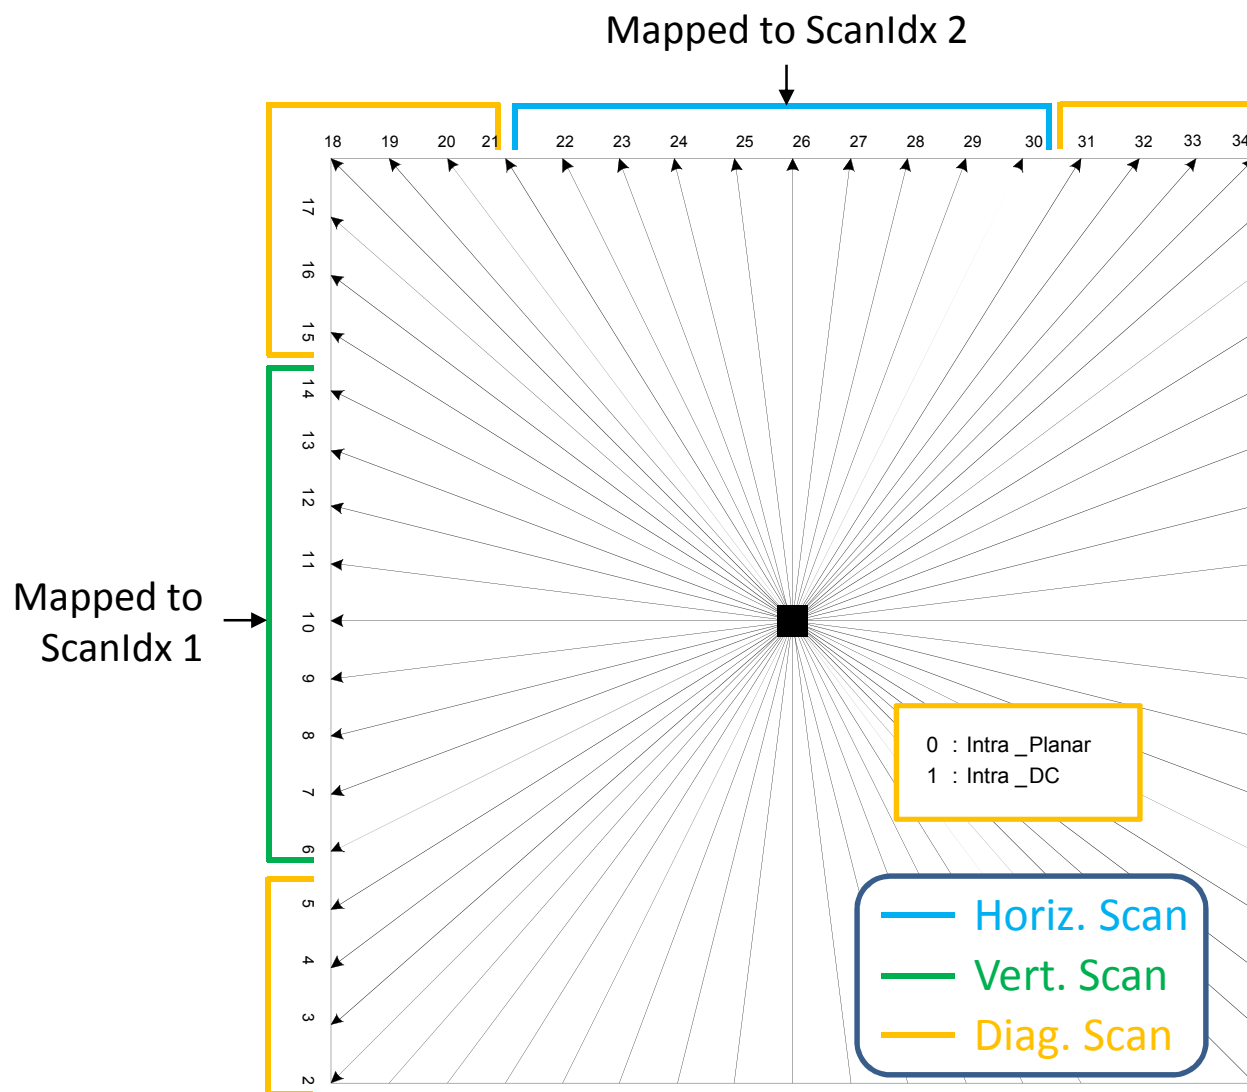 Mapped to ScanIdx 2
18 19 20 21 22 23 24 25 26 27 28 29 30 31 32 33 34
17
16
15
14
13
12
11
10
9
8
7
6
5
4
3
2
Mapped to
ScanIdx 1
0 : Intra _Planar
1 : Intra _DC
Horiz. Scan
Vert. Scan
Diag. Scan